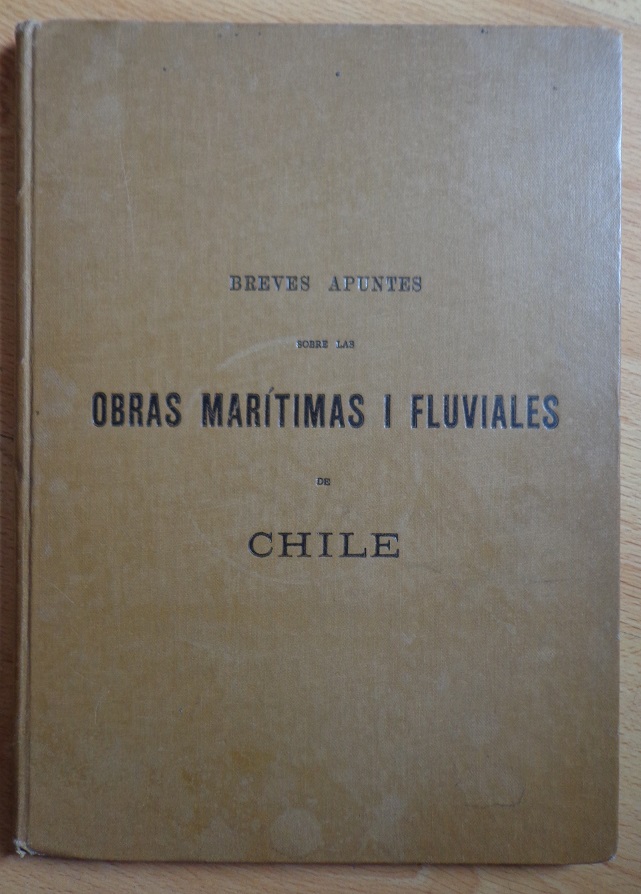 BREVES APUNTES
SOBRE LAS
OBRAS MARÍTIMAS I FLUVIALES
DE
CHILE